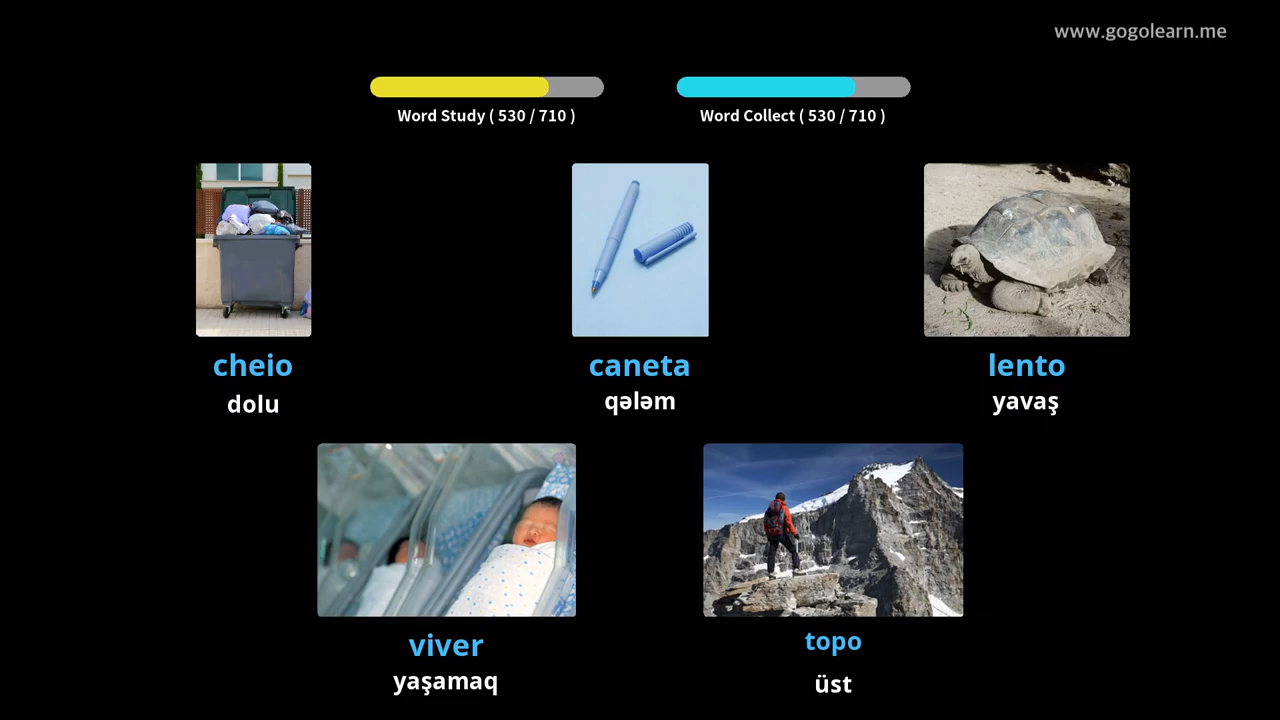 www.gogolearn.me
Word Study ( 530 / 710 )
Word Collect ( 530 / 710 )
cheio
dolu
caneta
qələm
lento
yavaş
viver
yaşamaq
topo
üst